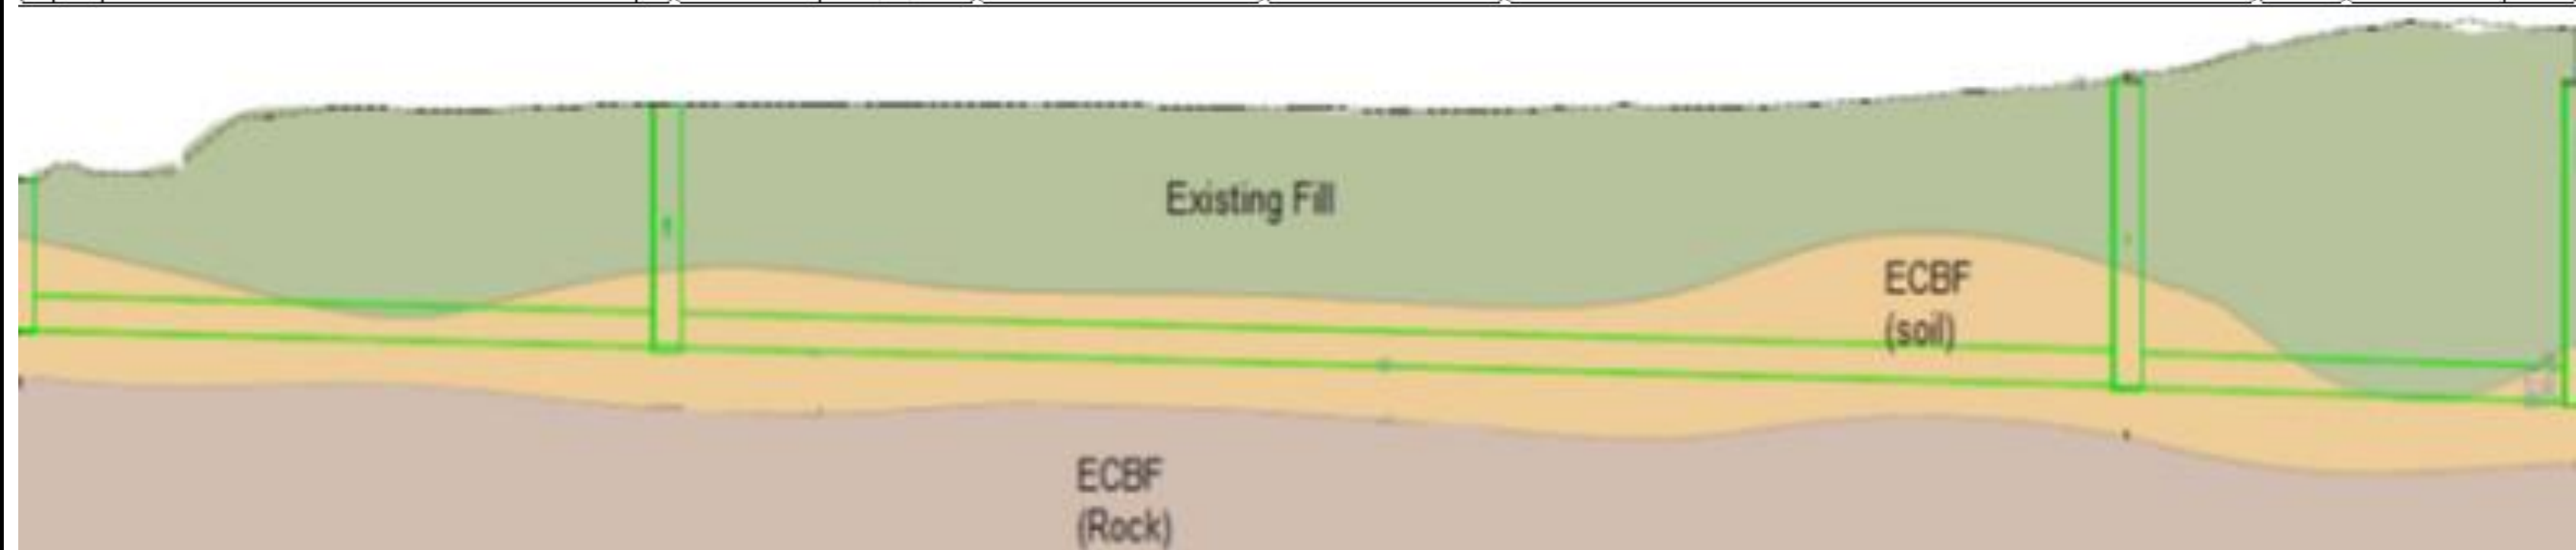 Existing Fill
ECBF
(soil)
ECBF
(Rock)